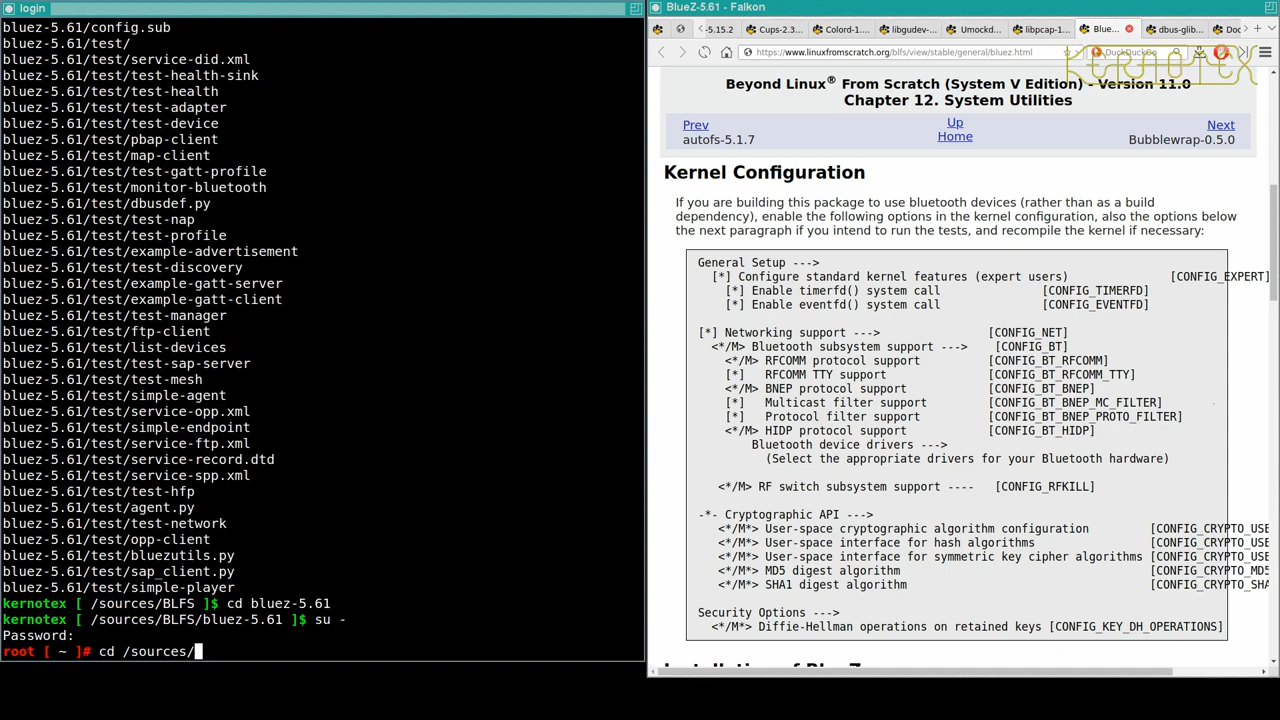 login
bluez-5.61/config.sub
bluez-5.61/test/
bluez-5.61/test/service-did.xml
bluez-5.61/test/test-health-sink
bluez-5.61/test/test-health
bluez-5.61/test/test-adapter
bluez-5.61/test/test-device
bluez-5.61/test/pbap-client
bluez-5.61/test/map-client
bluez-5.61/test/test-gatt-profile
bluez-5.61/test/monitor-bluetooth
bluez-5.61/test/dbusdef.py
bluez-5.61/test/test-nap
bluez-5.61/test/test-profile
bluez-5.61/test/example-advertisement
bluez-5.61/test/test-discovery
bluez-5.61/test/example-gatt-server
bluez-5.61/test/example-gatt-client
bluez-5.61/test/test-manager
bluez-5.61/test/ftp-client
bluez-5.61/test/list-devices
bluez-5.61/test/test-sap-server
bluez-5.61/test/test-mesh
bluez-5.61/test/simple-agent
bluez-5.61/test/service-opp.xml
bluez-5.61/test/simple-endpoint
bluez-5.61/test/service-ftp.xml
bluez-5.61/test/service-record.dtd
bluez-5.61/test/service-spp.xml
bluez-5.61/test/test-hfp
bluez-5.61/test/agent.py
bluez-5.61/test/test-network
bluez-5.61/test/opp-client
bluez-5.61/test/bluezutils.py
bluez-5.61/test/sap_client.py
bluez-5.61/test/simple-player
kernotex [ /sources/BLFS ]$ cd bluez-5.61
kernotex [ /sources/BLFS/bluez-5.61 ]$ su -
Password:
root [ ~ ]# cd /sources/
BlueZ-5.61 - Falkon
-5.15.2 Cups-2.3... Colord-1.... libgudev-... Umockd... libpcap-1... Blue... dbus-glib... Doc
https://www.linuxfromscratch.org/blfs/view/stable/general/bluez.html DuckDuckGo
KERNOTEX
Beyond Linux® From Scratch (System V Edition) - Version 11.0
Chapter 12. System Utilities
Prev Up Next
autofs-5.1.7 Home Bubblewrap-0.5.0
Kernel Configuration
If you are building this package to use bluetooth devices (rather than as a build
dependency), enable the following options in the kernel configuration, also the options below
the next paragraph if you intend to run the tests, and recompile the kernel if necessary:
General Setup --->
[*] Configure standard kernel features (expert users) [CONFIG_EXPERT]
[*] Enable timerfd() system call [CONFIG_TIMERFD]
[*] Enable eventfd() system call [CONFIG_EVENTFD]
[*] Networking support ---> [CONFIG_NET]
<*/M> Bluetooth subsystem support ---> [CONFIG_BT]
<*/M> RFCOMM protocol support [CONFIG_BT_RFCOMM]
[*] RFCOMM TTY support [CONFIG_BT_RFCOMM_TTY]
<*/M> BNEP protocol support [CONFIG_BT_BNEP]
[*] Multicast filter support [CONFIG_BT_BNEP_MC_FILTER]
[*] Protocol filter support [CONFIG_BT_BNEP_PROTO_FILTER]
<*/M> HIDP protocol support [CONFIG_BT_HIDP]
Bluetooth device drivers --->
(Select the appropriate drivers for your Bluetooth hardware)
<*/M> RF switch subsystem support ---- [CONFIG_RFKILL]
-*- Cryptographic API --->
<*/M*> User-space cryptographic algorithm configuration [CONFIG_CRYPTO_USE
<*/M*> User-space interface for hash algorithms [CONFIG_CRYPTO_USE
<*/M*> User-space interface for symmetric key cipher algorithms [CONFIG_CRYPTO_US
<*/M*> MD5 digest algorithm [CONFIG_CRYPTO_MD5
<*/M*> SHA1 digest algorithm [CONFIG_CRYPTO_SHA
Security Options --->
<*/M*> Diffie-Hellman operations on retained keys [CONFIG_KEY_DH_OPERATIONS]
Installation of BlueZ